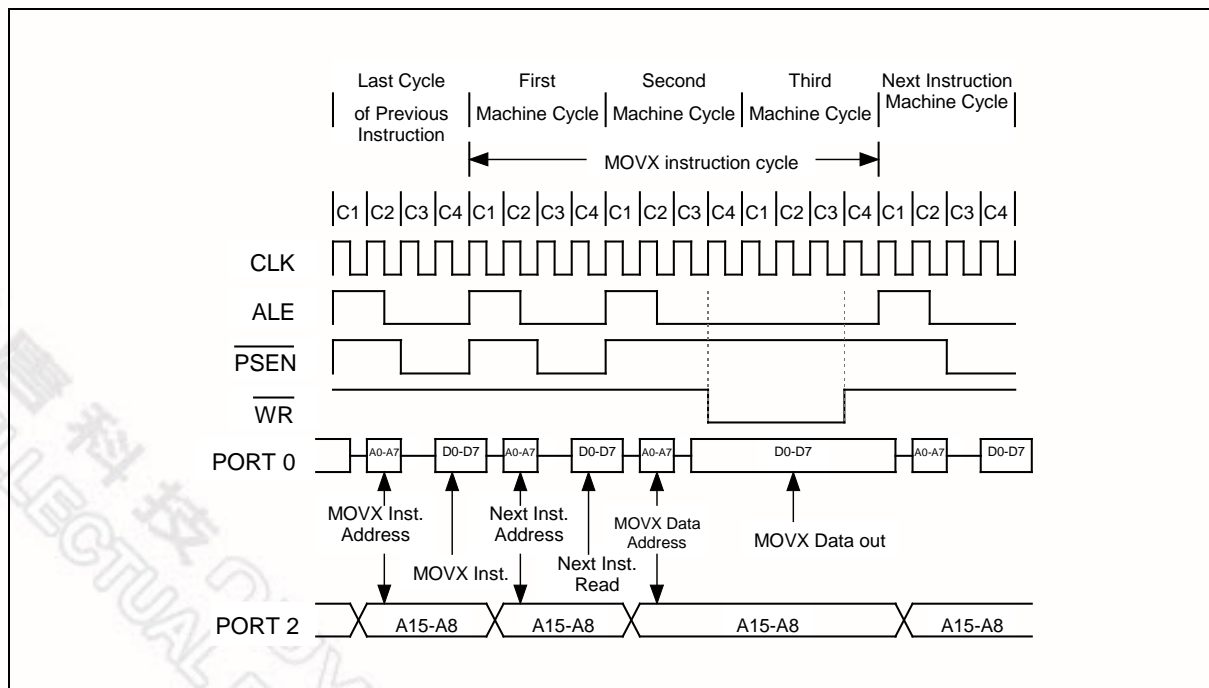 Last Cycle
of Previous
Instruction
First
Machine Cycle
Second
Machine Cycle
Third
Machine Cycle
Next Instruction
Machine Cycle
MOVX instruction cycle
C1 C2 C3 C4 C1 C2 C3 C4 C1 C2 C3 C4 C1 C2 C3 C4 C1 C2 C3 C4
CLK
ALE
PSEN
WR
PORT 0
A0-A7 D0-D7 A0-A7 D0-D7 A0-A7 D0-D7 A0-A7 D0-D7
MOVX Inst.
Address
MOVX Inst.
Next Inst.
Address
Next Inst.
Read
MOVX Data
Address
MOVX Data out
PORT 2
A15-A8 A15-A8 A15-A8 A15-A8
科技